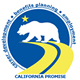 career development • benefits planning • employment
CALIFORNIA PROMISE